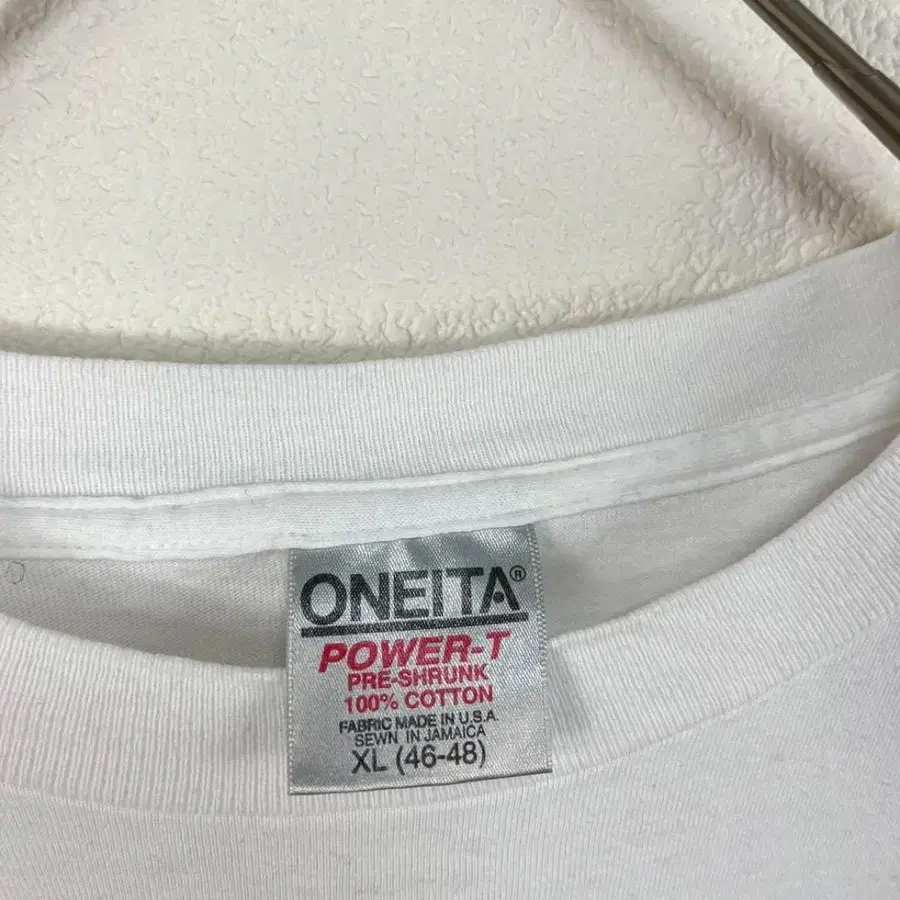 ONEITA®
POWER-T
PRE-SHRUNK
100% COTTON
FABRIC MADE IN U.S.A.
SEWN IN JAMAICA
XL (46-48)